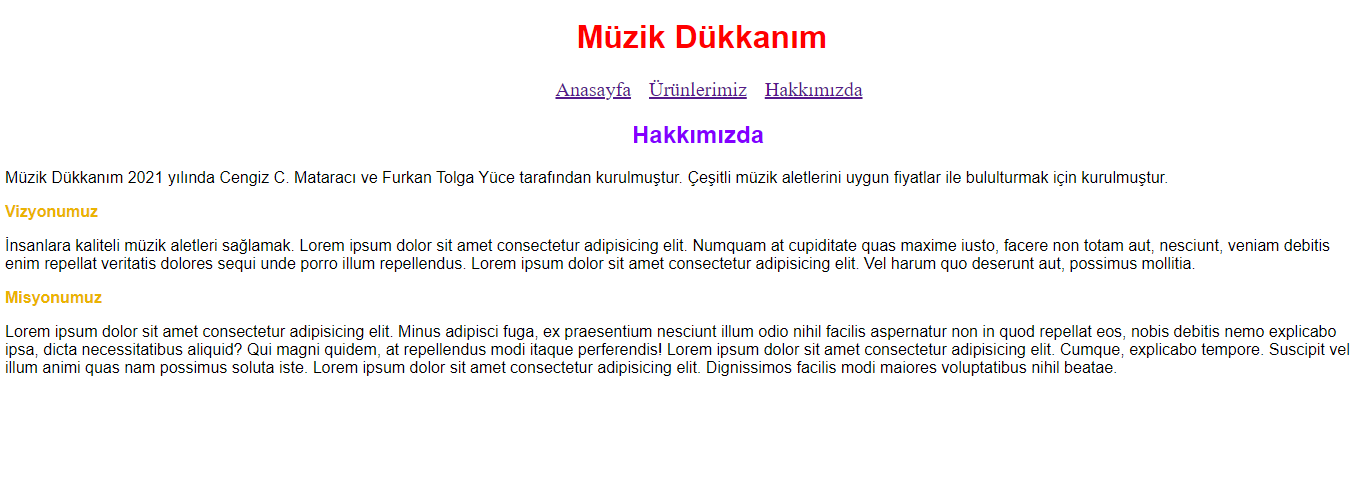 Müzik Dükkanım
Anasayfa Ürünlerimiz Hakkımızda
Hakkımızda
Müzik Dükkanım 2021 yılında Cengiz C. Mataracı ve Furkan Tolga Yüce tarafından kurulmuştur. Çeşitli müzik aletlerini uygun fiyatlar ile bululturmak için kurulmuştur.
Vizyonumuz
İnsanlara kaliteli müzik aletleri sağlamak. Lorem ipsum dolor sit amet consectetur adipisicing elit. Numquam at cupiditate quas maxime iusto, facere non totam aut, nesciunt, veniam debitis
enim repellat veritatis dolores sequi unde porro illum repellendus. Lorem ipsum dolor sit amet consectetur adipisicing elit. Vel harum quo deserunt aut, possimus mollitia.
Misyonumuz
Lorem ipsum dolor sit amet consectetur adipisicing elit. Minus adipisci fuga, ex praesentium nesciunt illum odio nihil facilis aspernatur non in quod repellat eos, nobis debitis nemo explicabo
ipsa, dicta necessitatibus aliquid? Qui magni quidem, at repellendus modi itaque perferendis! Lorem ipsum dolor sit amet consectetur adipisicing elit. Cumque, explicabo tempore. Suscipit vel
illum animi quas nam possimus soluta iste. Lorem ipsum dolor sit amet consectetur adipisicing elit. Dignissimos facilis modi maiores voluptatibus nihil beatae.